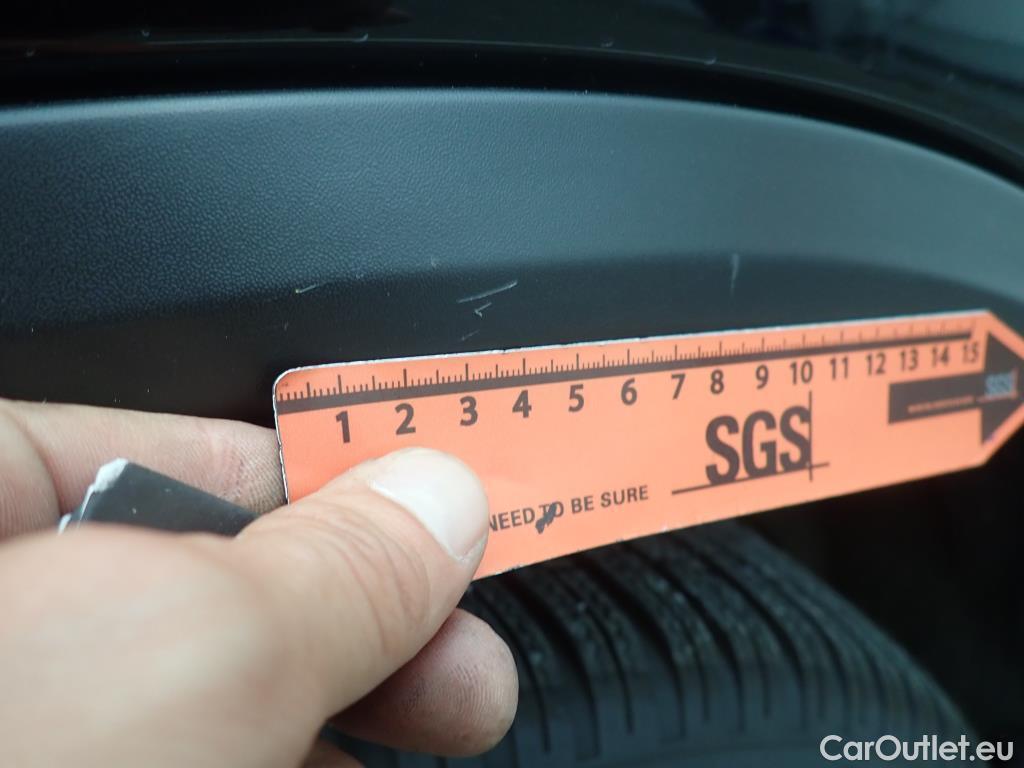 1 2 3 4 5 6 7 8 9 10 11 12 13 14 15
SGS
SGS
NEED TO BE SURE
CarOutlet.eu